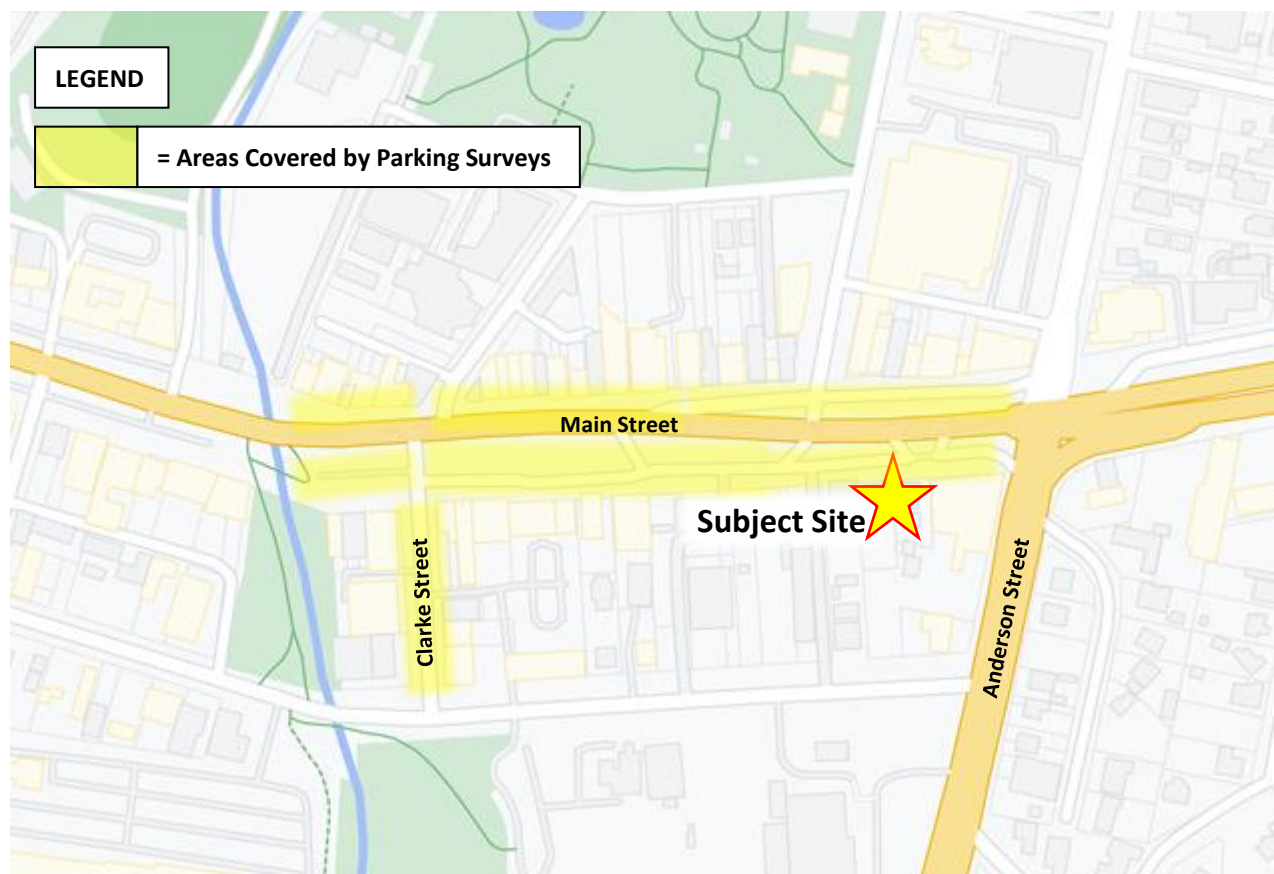 LEGEND
= Areas Covered by Parking Surveys
Main Street
Subject Site
Clarke Street
Anderson Street